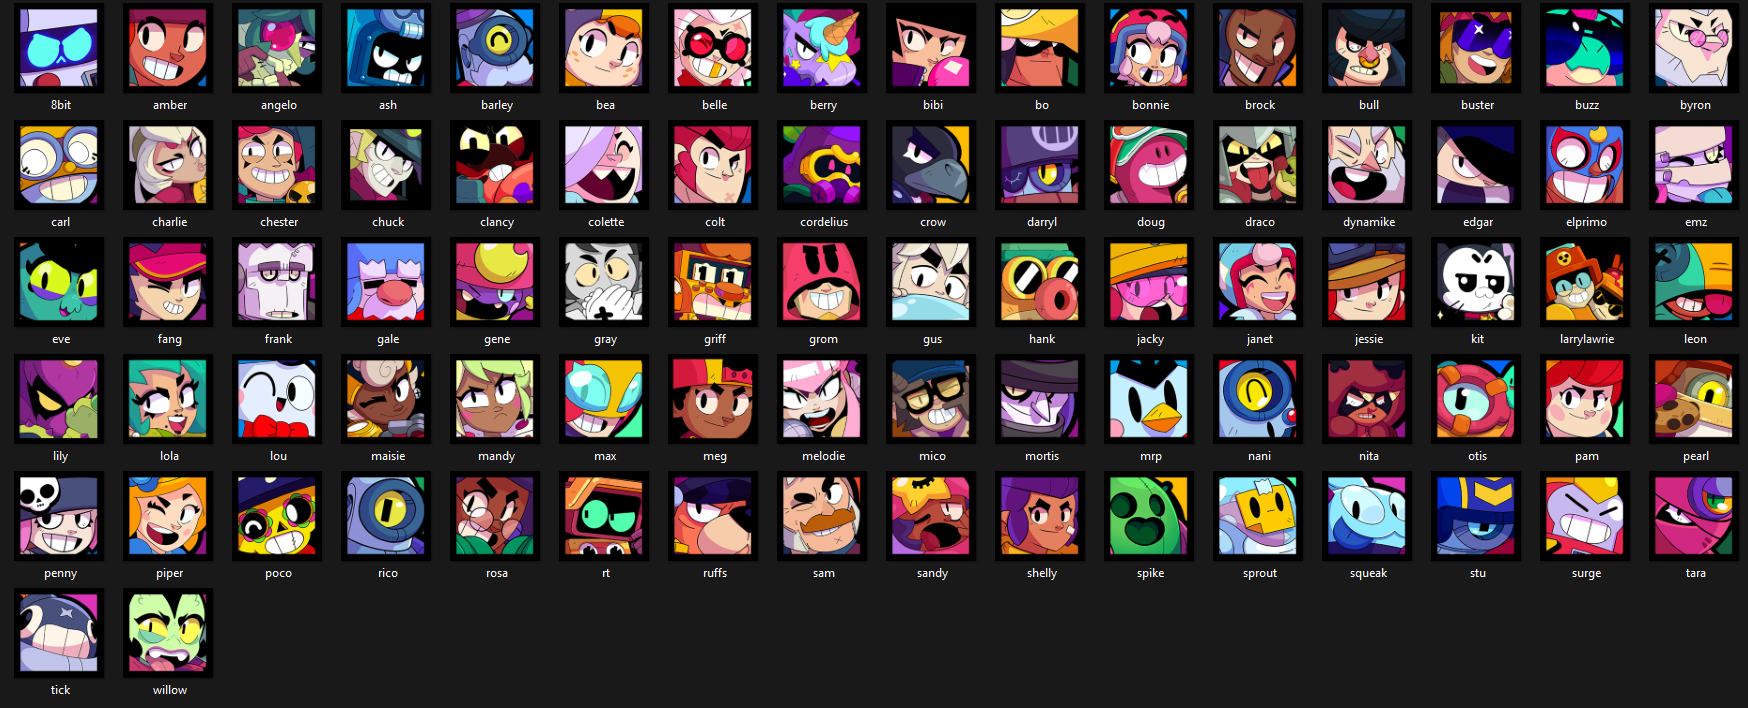 8bit amber angelo ash barley bea belle berry bibi bo bonnie brock bull buster buzz byron
carl charlie chester chuck clancy colette colt cordelius crow darryl doug draco dynamike edgar elprimo emz
eve fang frank gale gene gray griff grom gus hank jacky janet jessie kit larrylawrie leon
lily lola lou maisie mandy max meg melodie mico mortis mrp nani nita otis pam pearl
penny piper poco rico rosa rt ruffs sam sandy shelly spike sprout squeak stu surge tara
tick willow